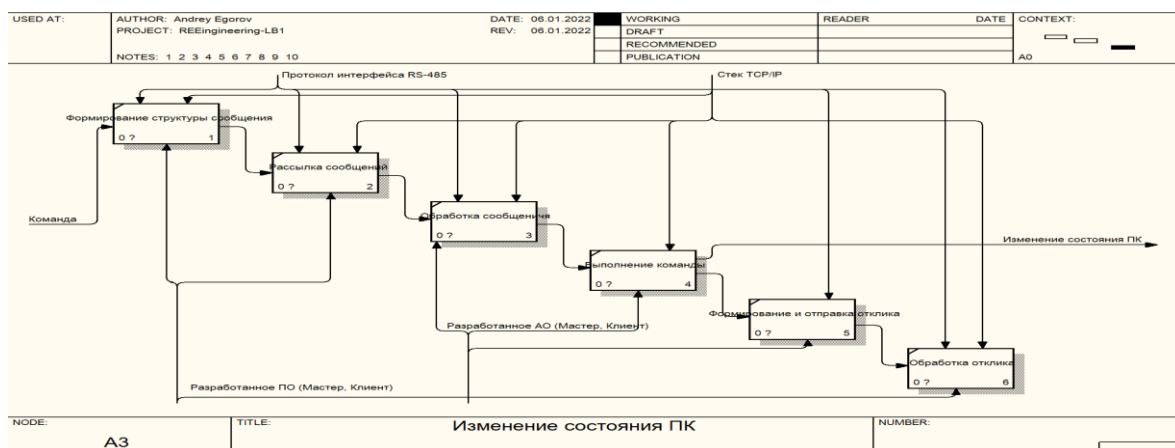 USED AT:
AUTHOR: Andrey Egorov
DATE: 06.01.2022
WORKING
READER
DATE
CONTEXT:
PROJECT: REEngineering-LB1
REV: 06.01.2022
DRAFT
RECOMMENDED
NOTES: 1 2 3 4 5 6 7 8 9 10
PUBLICATION
A0
Протокол интерфейса RS-485
Стек TCP/IP
Формирование структуры сообщения
0 ? 1
Рассылка сообщений
0 ? 2
Команда
Обработка сообщеничя
0 ? 3
Изменение состояния ПК
Выполнение команды
0 ? 4
Формирование и отправка отклика
Разработанное АО (Мастер, Клиент)
0 ? 5
Обработка отклика
0 ? 6
Разработанное ПО (Мастер, Клиент)
NODE:
TITLE:
Изменение состояния ПК
NUMBER:
A3